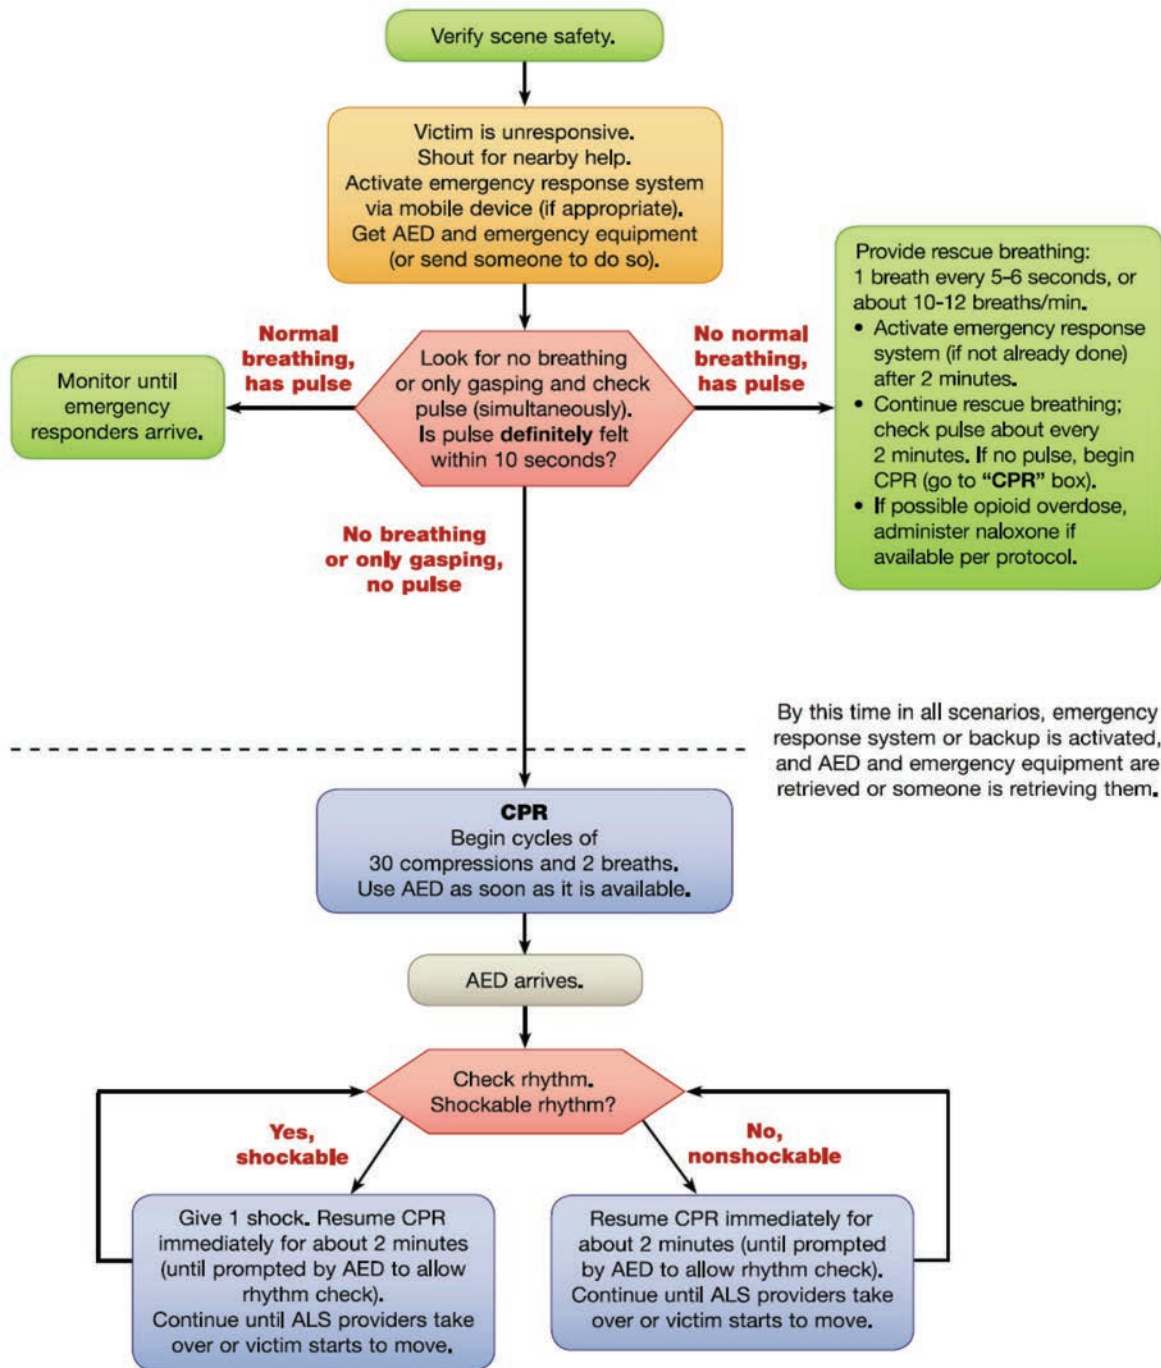 Verify scene safety.
Victim is unresponsive.
Shout for nearby help.
Activate emergency response system
via mobile device (if appropriate).
Get AED and emergency equipment
(or send someone to do so).
Normal
breathing,
has pulse
Look for no breathing
or only gasping and check
pulse (simultaneously).
Is pulse definitely felt
within 10 seconds?
No normal
breathing,
has pulse
Monitor until
emergency
responders arrive.
Provide rescue breathing:
1 breath every 5-6 seconds, or
about 10-12 breaths/min.
• Activate emergency response
system (if not already done)
after 2 minutes.
• Continue rescue breathing;
check pulse about every
2 minutes. If no pulse, begin
CPR (go to “CPR” box).
• If possible opioid overdose,
administer naloxone if
available per protocol.
No breathing
or only gasping,
no pulse
By this time in all scenarios, emergency
response system or backup is activated,
and AED and emergency equipment are
retrieved or someone is retrieving them.
CPR
Begin cycles of
30 compressions and 2 breaths.
Use AED as soon as it is available.
AED arrives.
Check rhythm.
Shockable rhythm?
Yes,
shockable
No,
nonshockable
Give 1 shock. Resume CPR
immediately for about 2 minutes
(until prompted by AED to allow
rhythm check).
Continue until ALS providers take
over or victim starts to move.
Resume CPR immediately for
about 2 minutes (until prompted
by AED to allow rhythm check).
Continue until ALS providers take
over or victim starts to move.